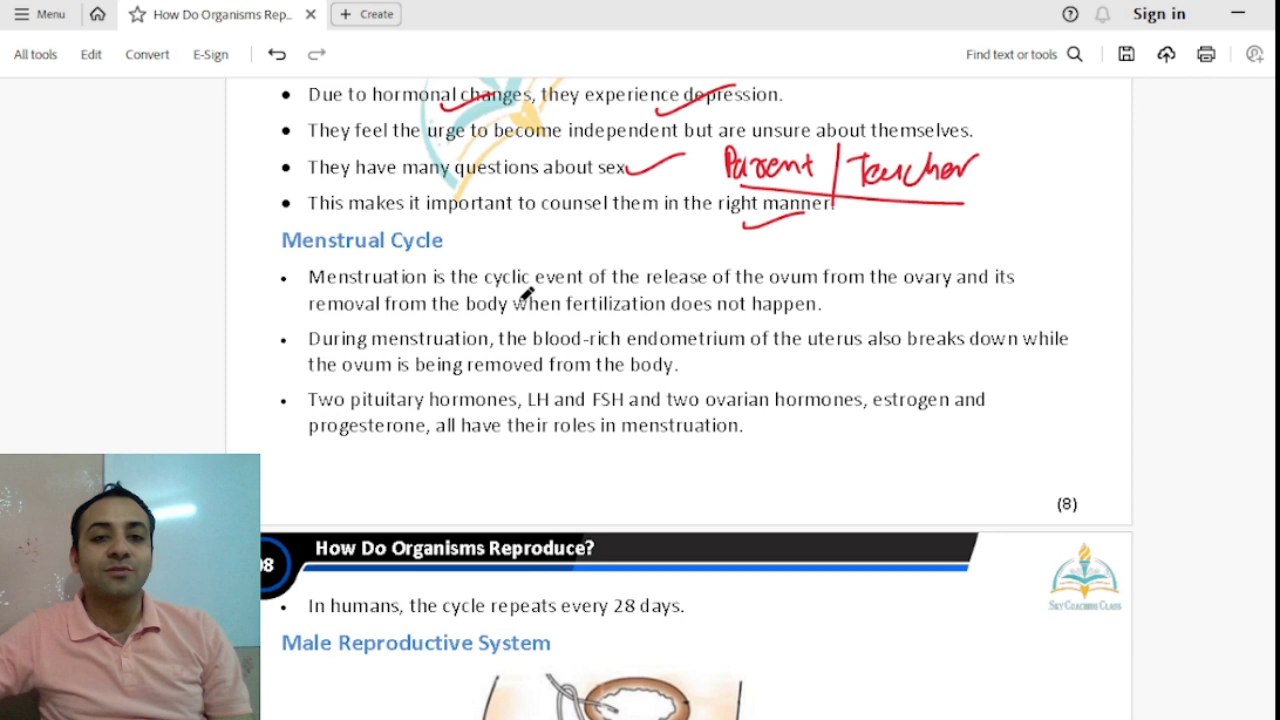 Menu
How Do Organisms Rep...
Create
Sign in
All tools
Edit
Convert
E-Sign
Find text or tools
• Due to hormonal changes, they experience depression.
• They feel the urge to become independent but are unsure about themselves.
• They have many questions about sex.
Parent / Teacher
• This makes it important to counsel them in the right manner.
Menstrual Cycle
• Menstruation is the cyclic event of the release of the ovum from the ovary and its
removal from the body when fertilization does not happen.
• During menstruation, the blood-rich endometrium of the uterus also breaks down while
the ovum is being removed from the body.
• Two pituitary hormones, LH and FSH and two ovarian hormones, estrogen and
progesterone, all have their roles in menstruation.
(8)
08
How Do Organisms Reproduce?
SKY COACHING CLASS
• In humans, the cycle repeats every 28 days.
Male Reproductive System